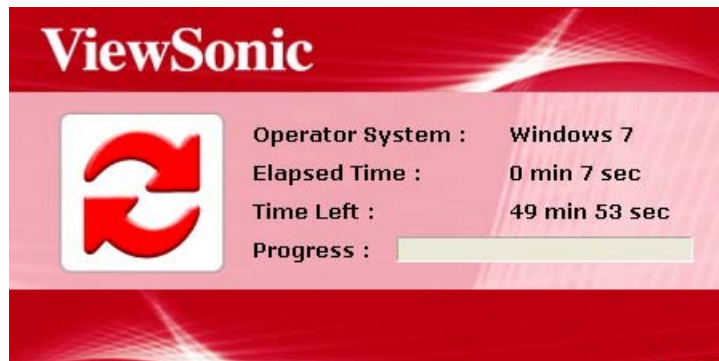 ViewSonic
Operator System : Windows 7
Elapsed Time : 0 min 7 sec
Time Left : 49 min 53 sec
Progress :